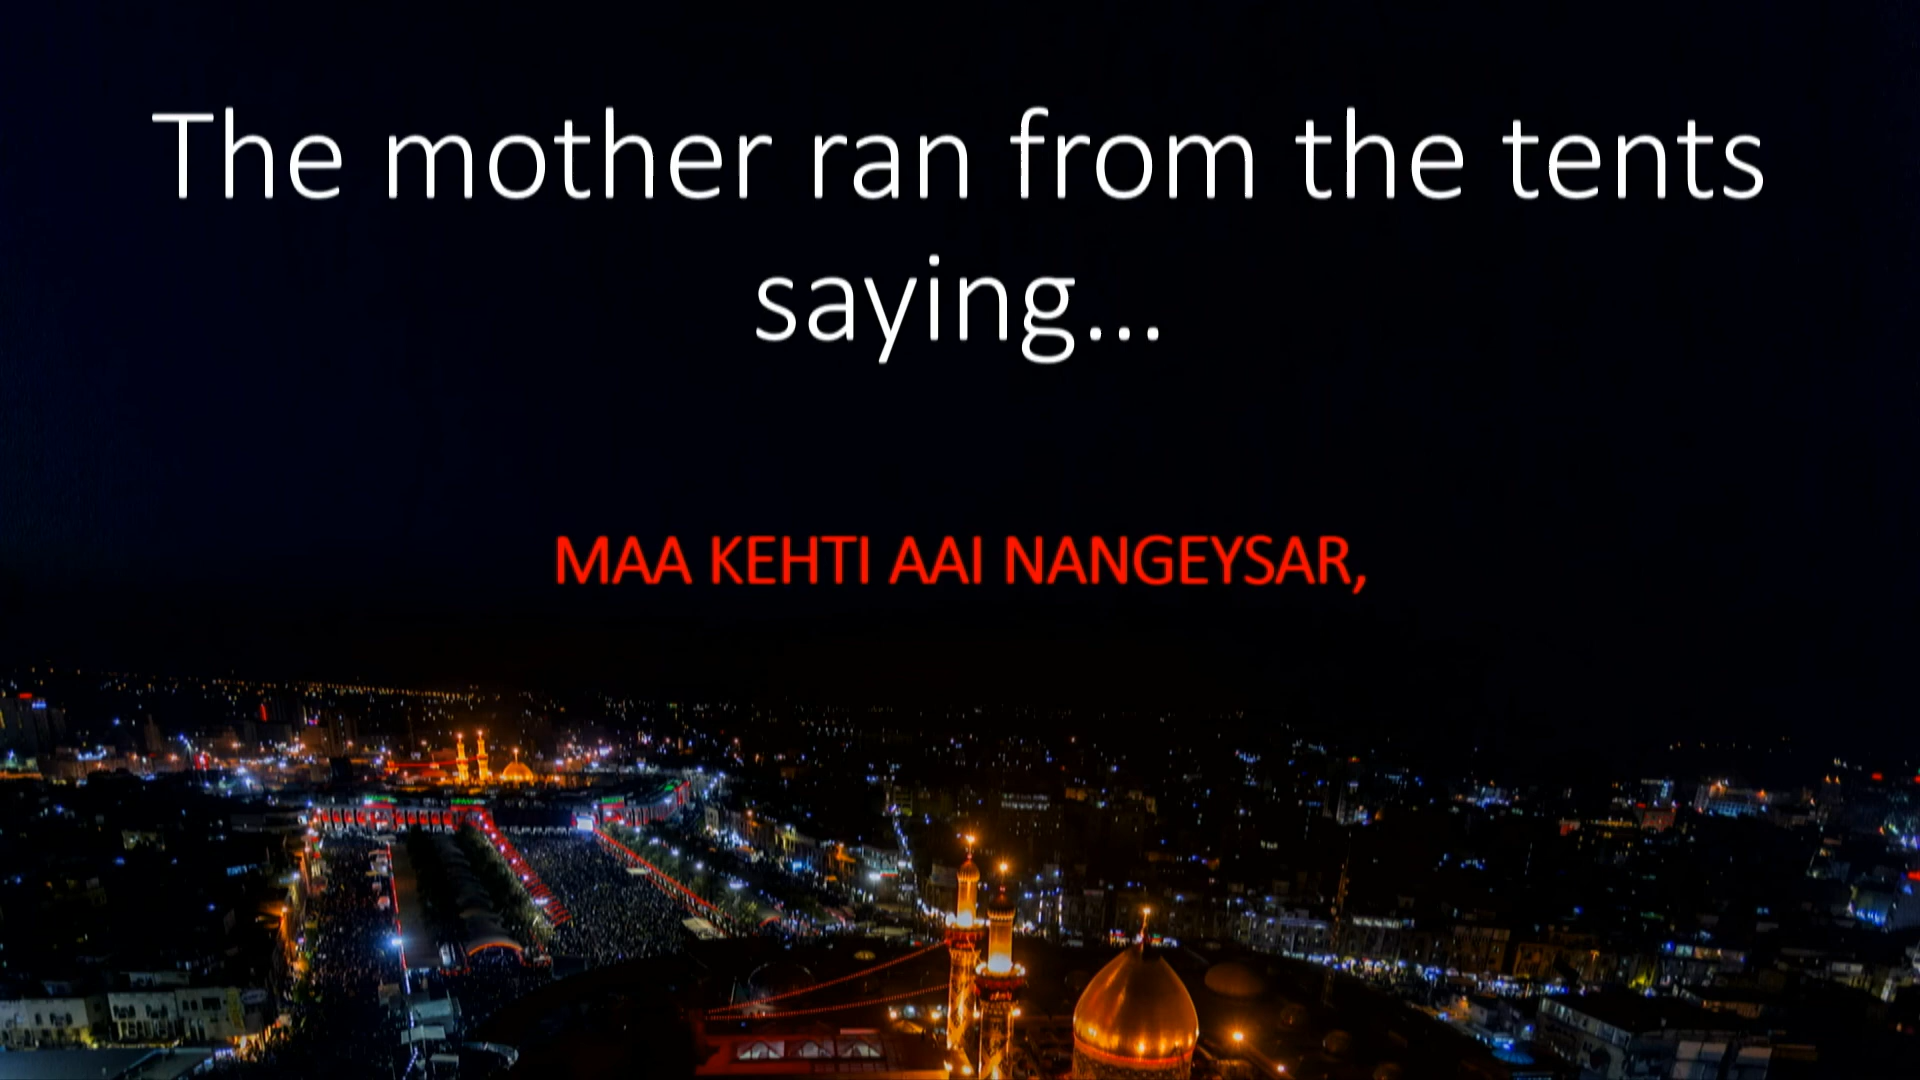 The mother ran from the tents
saying...
MAA KEHTI AAI NANGEYSAR,